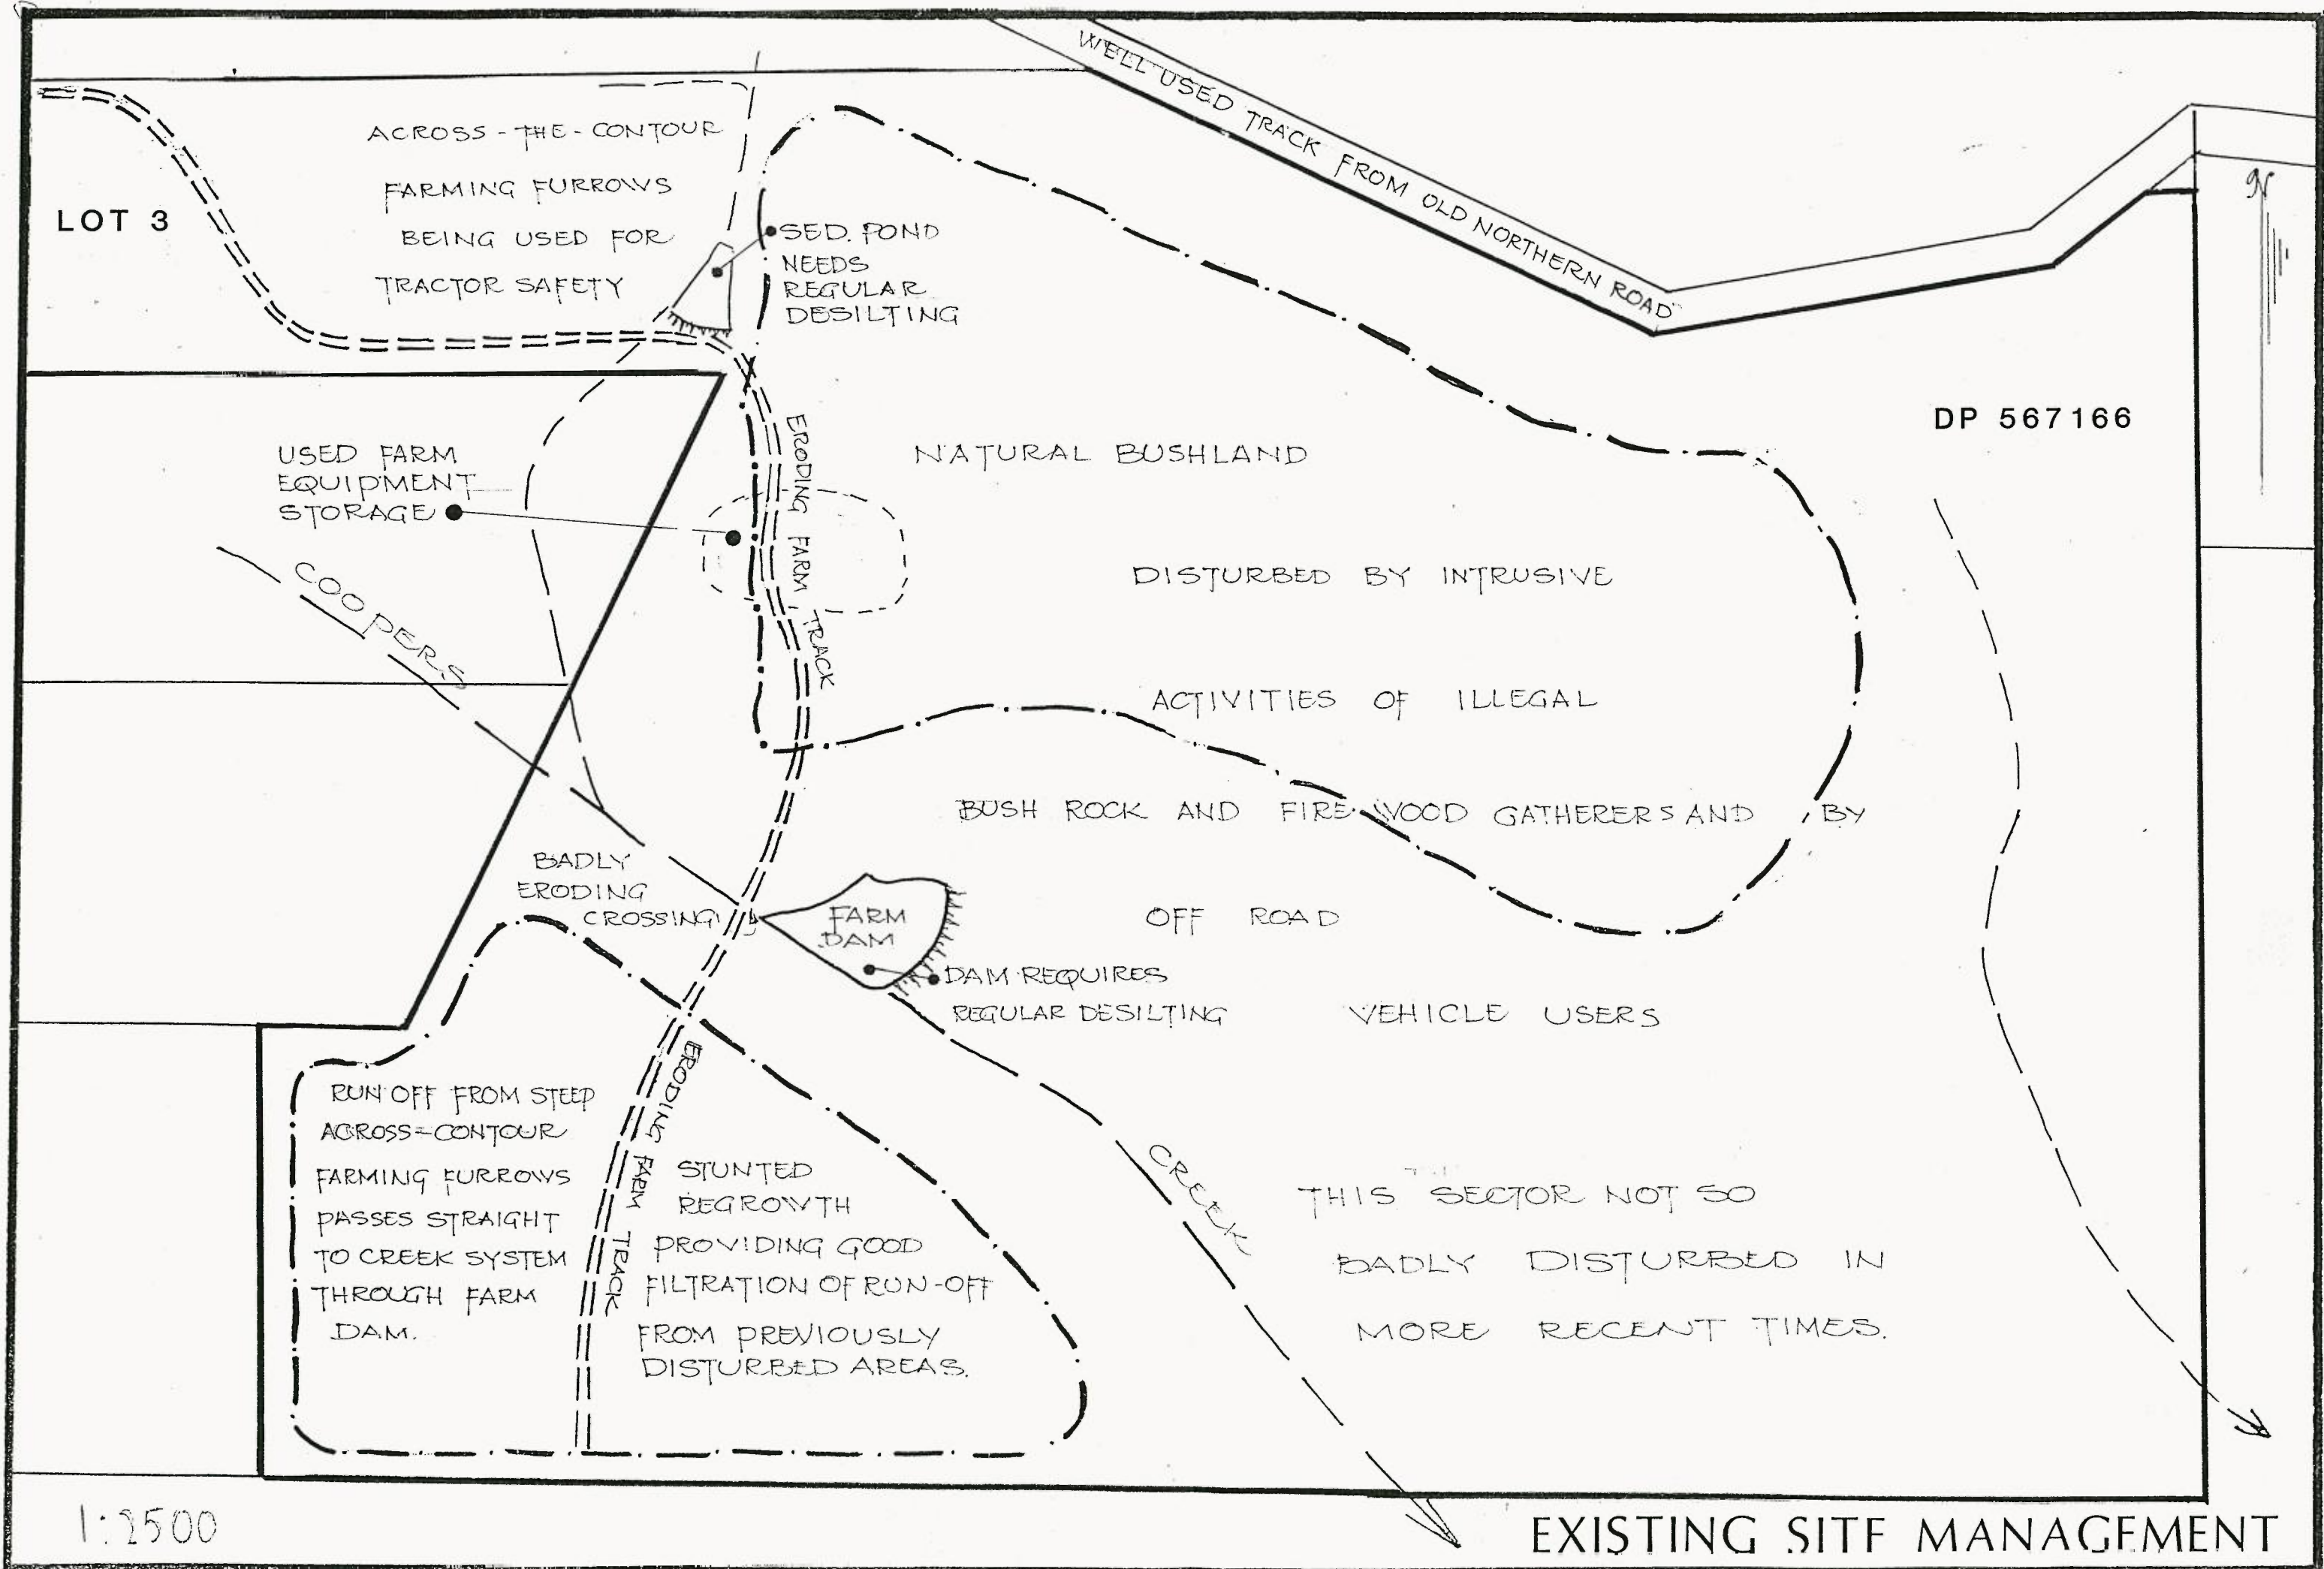 WELL USED TRACK FROM OLD NORTHERN ROAD
ACROSS-THE-CONTOUR
FARMING FURROWS
BEING USED FOR
TRACTOR SAFETY
LOT 3
SED. POND
NEEDS
REGULAR
DESILTING
N
DP 567166
USED FARM
EQUIPMENT
STORAGE
ERODING FARM TRACK
NATURAL BUSHLAND
DISTURBED BY INTRUSIVE
ACTIVITIES OF ILLEGAL
BUSH ROCK AND FIRE-WOOD GATHERERS AND BY
OFF ROAD
VEHICLE USERS
COOPERS
BADLY
ERODING
CROSSING
FARM
DAM
DAM REQUIRES
REGULAR DESILTING
CREEK
RUN OFF FROM STEEP
ACROSS-CONTOUR
FARMING FURROWS
PASSES STRAIGHT
TO CREEK SYSTEM
THROUGH FARM
DAM.
ERODING FARM TRACK
STUNTED
REGROWTH
PROVIDING GOOD
FILTRATION OF RUN-OFF
FROM PREVIOUSLY
DISTURBED AREAS.
THIS SECTOR NOT SO
BADLY DISTURBED IN
MORE RECENT TIMES.
1:2500
EXISTING SITE MANAGEMENT